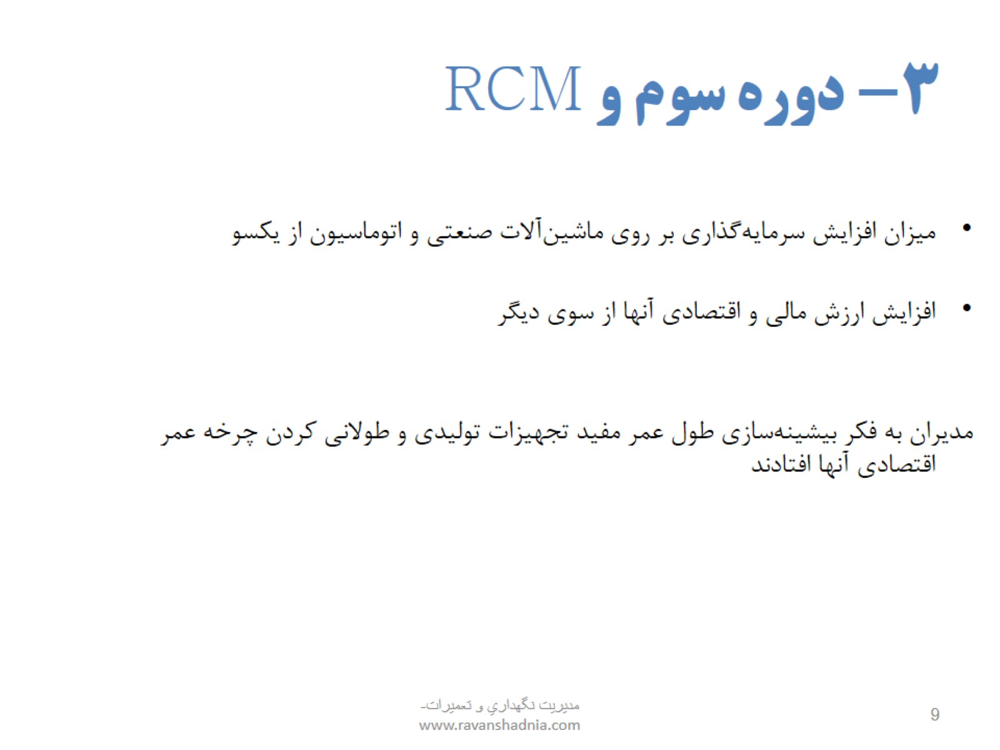 ۳- دوره سوم و RCM
• میزان افزایش سرمایه‌گذاری بر روی ماشین‌آلات صنعتی و اتوماسیون از یکسو
• افزایش ارزش مالی و اقتصادی آنها از سوی دیگر
مدیران به فکر بیشینه‌سازی طول عمر مفید تجهیزات تولیدی و طولانی کردن چرخه عمر
اقتصادی آنها افتادند
مديريت نگهداري و تعميرات-
www.ravanshadnia.com
9